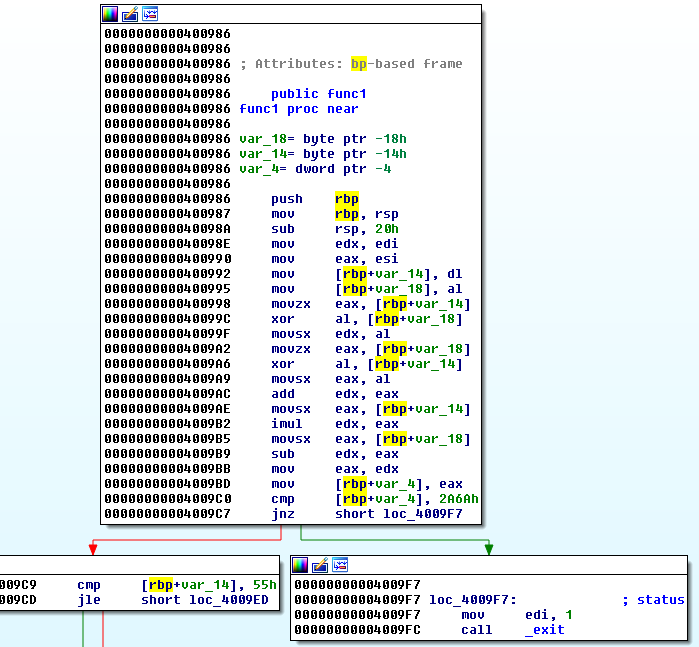 0000000000400986
0000000000400986
0000000000400986 ; Attributes: bp-based frame
0000000000400986
0000000000400986 public func1
0000000000400986 func1 proc near
0000000000400986
0000000000400986 var_18= byte ptr -18h
0000000000400986 var_14= byte ptr -14h
0000000000400986 var_4= dword ptr -4
0000000000400986
0000000000400986 push rbp
0000000000400987 mov rbp, rsp
000000000040098A sub rsp, 20h
000000000040098E mov edx, edi
0000000000400990 mov eax, esi
0000000000400992 mov [rbp+var_14], dl
0000000000400995 mov [rbp+var_18], al
0000000000400998 movzx eax, [rbp+var_14]
000000000040099C xor al, [rbp+var_18]
000000000040099F movsx edx, al
00000000004009A2 movzx eax, [rbp+var_18]
00000000004009A6 xor al, [rbp+var_14]
00000000004009A9 movsx eax, al
00000000004009AC add edx, eax
00000000004009AE movsx eax, [rbp+var_14]
00000000004009B2 imul edx, eax
00000000004009B5 movsx eax, [rbp+var_18]
00000000004009B9 sub edx, eax
00000000004009BB mov eax, edx
00000000004009BD mov [rbp+var_4], eax
00000000004009C0 cmp [rbp+var_4], 2A6Ah
00000000004009C7 jnz short loc_4009F7
009C9 cmp [rbp+var_14], 55h
009CD jle short loc_4009ED
00000000004009F7
00000000004009F7 loc_4009F7: ; status
00000000004009F7 mov edi, 1
00000000004009FC call _exit